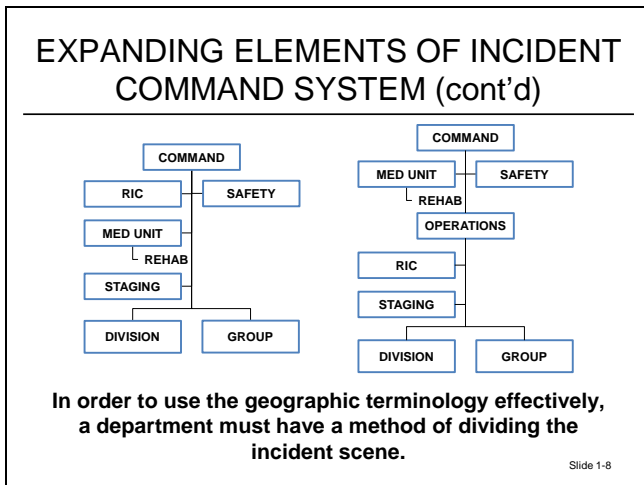 EXPANDING ELEMENTS OF INCIDENT
COMMAND SYSTEM (cont’d)
COMMAND
RIC
SAFETY
MED UNIT
REHAB
STAGING
DIVISION
GROUP
COMMAND
MED UNIT
SAFETY
REHAB
OPERATIONS
RIC
STAGING
DIVISION
GROUP
In order to use the geographic terminology effectively,
a department must have a method of dividing the
incident scene.
Slide 1-8